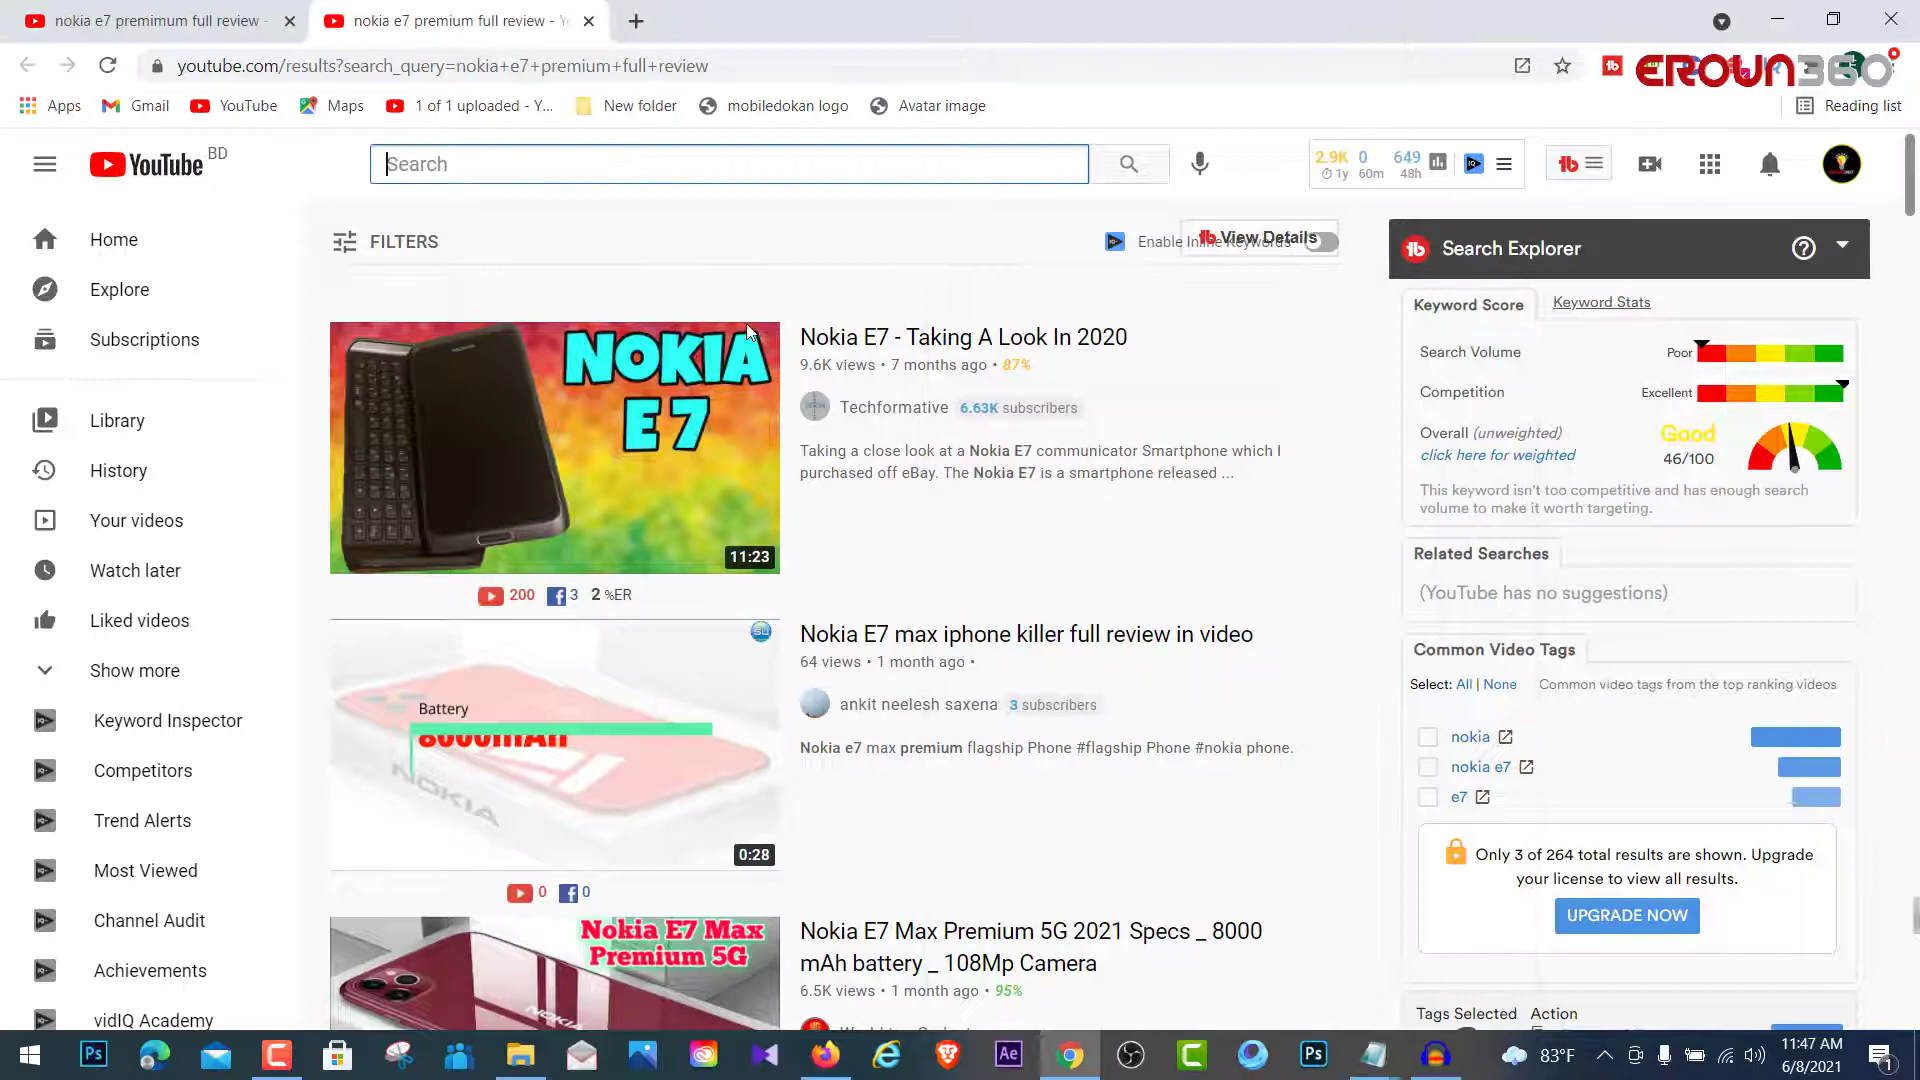 nokia e7 premimum full review -
nokia e7 premium full review - Y
youtube.com/results?search_query=nokia+e7+premium+full+review
EROWN360
Apps
Gmail
YouTube
Maps
1 of 1 uploaded - Y...
New folder
mobiledokan logo
Avatar image
Reading list
YouTube BD
Search
2.9K 0 649
1y 60m 48h
Home
Explore
Subscriptions
Library
History
Your videos
Watch later
Liked videos
Show more
Keyword Inspector
Competitors
Trend Alerts
Most Viewed
Channel Audit
Achievements
vidIQ Academy
FILTERS
Enable Inline Keywords
View Details
NOKIA
E7
11:23
200 3 2 %ER
Nokia E7 - Taking A Look In 2020
9.6K views • 7 months ago • 87%
Techformative 6.63K subscribers
Taking a close look at a Nokia E7 communicator Smartphone which I
purchased off eBay. The Nokia E7 is a smartphone released ...
Battery
8000mAh
NOKIA
0:28
0 0
Nokia E7 max iphone killer full review in video
64 views • 1 month ago •
ankit neelesh saxena 3 subscribers
Nokia e7 max premium flagship Phone #flagship Phone #nokia phone.
Nokia E7 Max
Premium 5G
NOKIA
Nokia E7 Max Premium 5G 2021 Specs _ 8000
mAh battery _ 108Mp Camera
6.5K views • 1 month ago • 95%
Search Explorer
Keyword Score
Keyword Stats
Search Volume
Poor
Competition
Excellent
Overall (unweighted)
click here for weighted
Good
46/100
This keyword isn't too competitive and has enough search
volume to make it worth targeting.
Related Searches
(YouTube has no suggestions)
Common Video Tags
Select: All | None
Common video tags from the top ranking videos
nokia
nokia e7
e7
Only 3 of 264 total results are shown. Upgrade
your license to view all results.
UPGRADE NOW
Tags Selected
Action
Ps
Ae
Ps
83°F
11:47 AM
6/8/2021
1